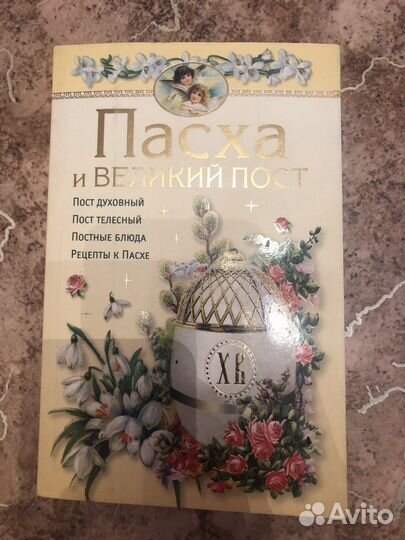 Пасха
и ВЕЛИКИЙ ПОСТ
Пост духовный
Пост телесный
Постные блюда
Рецепты к Пасхе
ХВ
Avito